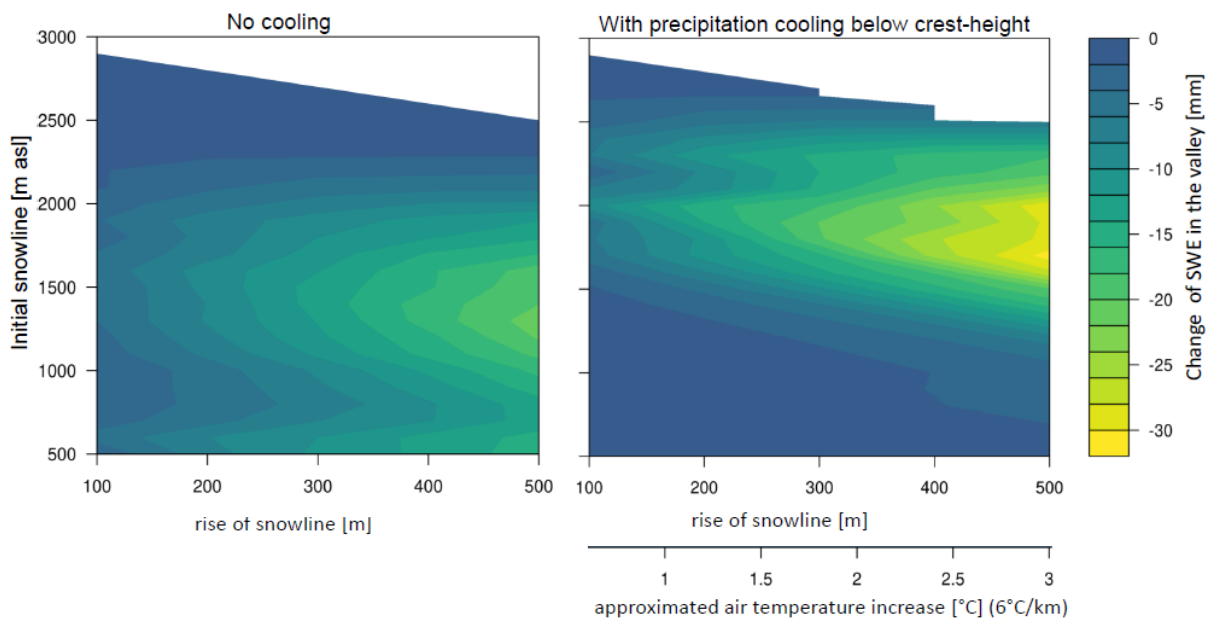 No cooling
With precipitation cooling below crest-height
3000
2500
2000
1500
1000
500
Initial snowline [m asl]
100 200 300 400 500
rise of snowline [m]
100 200 300 400 500
rise of snowline [m]
0
-5
-10
-15
-20
-25
-30
Change of SWE in the valley [mm]
1 1.5 2 2.5 3
approximated air temperature increase [°C] (6°C/km)